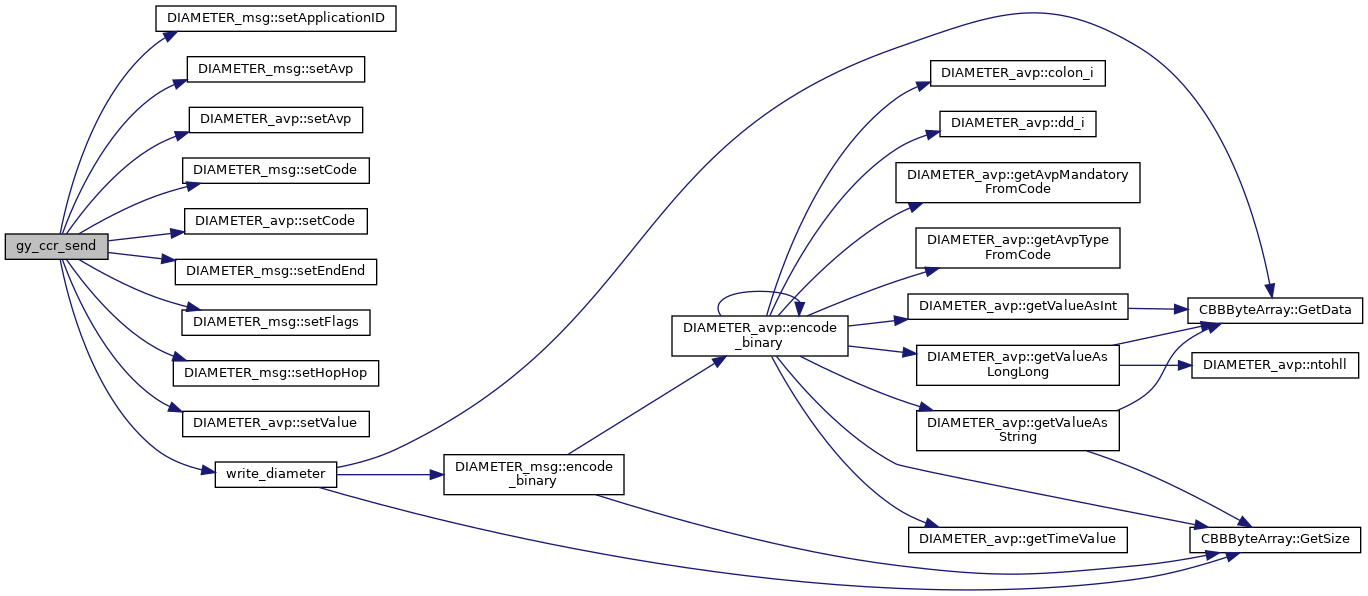 gy_ccr_send
DIAMETER_msg::setApplicationID
DIAMETER_msg::setAvp
DIAMETER_avp::setAvp
DIAMETER_msg::setCode
DIAMETER_avp::setCode
DIAMETER_msg::setEndEnd
DIAMETER_msg::setFlags
DIAMETER_msg::setHopHop
DIAMETER_avp::setValue
write_diameter
DIAMETER_msg::encode
_binary
DIAMETER_avp::encode
_binary
DIAMETER_avp::colon_i
DIAMETER_avp::dd_i
DIAMETER_avp::getAvpMandatory
FromCode
DIAMETER_avp::getAvpType
FromCode
DIAMETER_avp::getValueAsInt
DIAMETER_avp::getValueAs
LongLong
DIAMETER_avp::getValueAs
String
DIAMETER_avp::getTimeValue
CBBByteArray::GetData
DIAMETER_avp::ntohll
CBBByteArray::GetSize